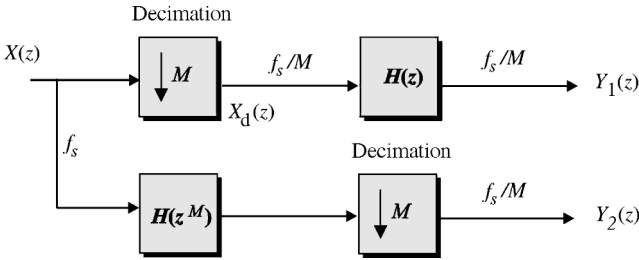 Decimation
X(z)
M
f_s/M
H(z)
f_s/M
Y_1(z)
X_d(z)
f_s
Decimation
H(z^M)
M
f_s/M
Y_2(z)